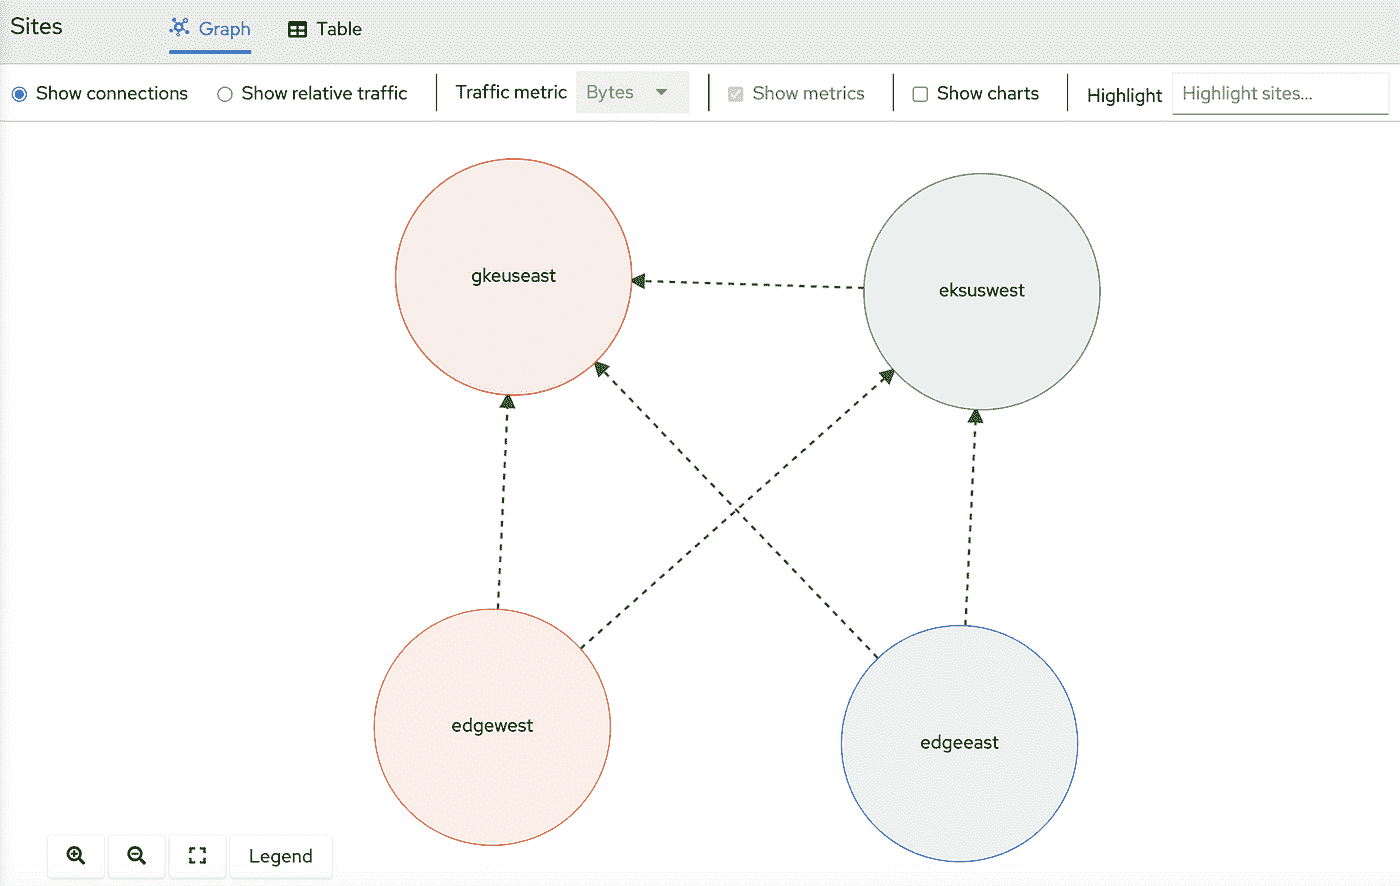 Sites
Graph
Table
Show connections
Show relative traffic
Traffic metric
Bytes
Show metrics
Show charts
Highlight
Highlight sites...
gkeuseast
eksuswest
edgewest
edgeeast
Legend